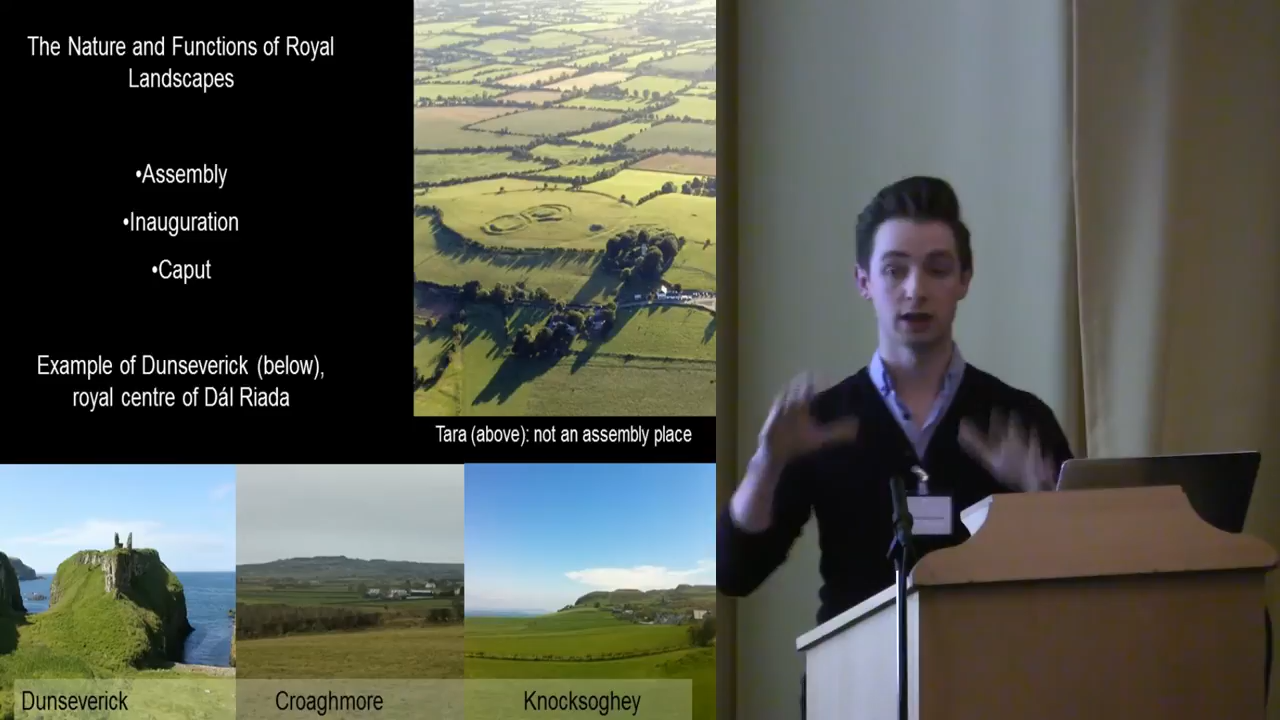 The Nature and Functions of Royal
Landscapes
•Assembly
•Inauguration
•Caput
Example of Dunseverick (below),
royal centre of Dál Riada
Tara (above): not an assembly place
Dunseverick
Croaghmore
Knocksoghey